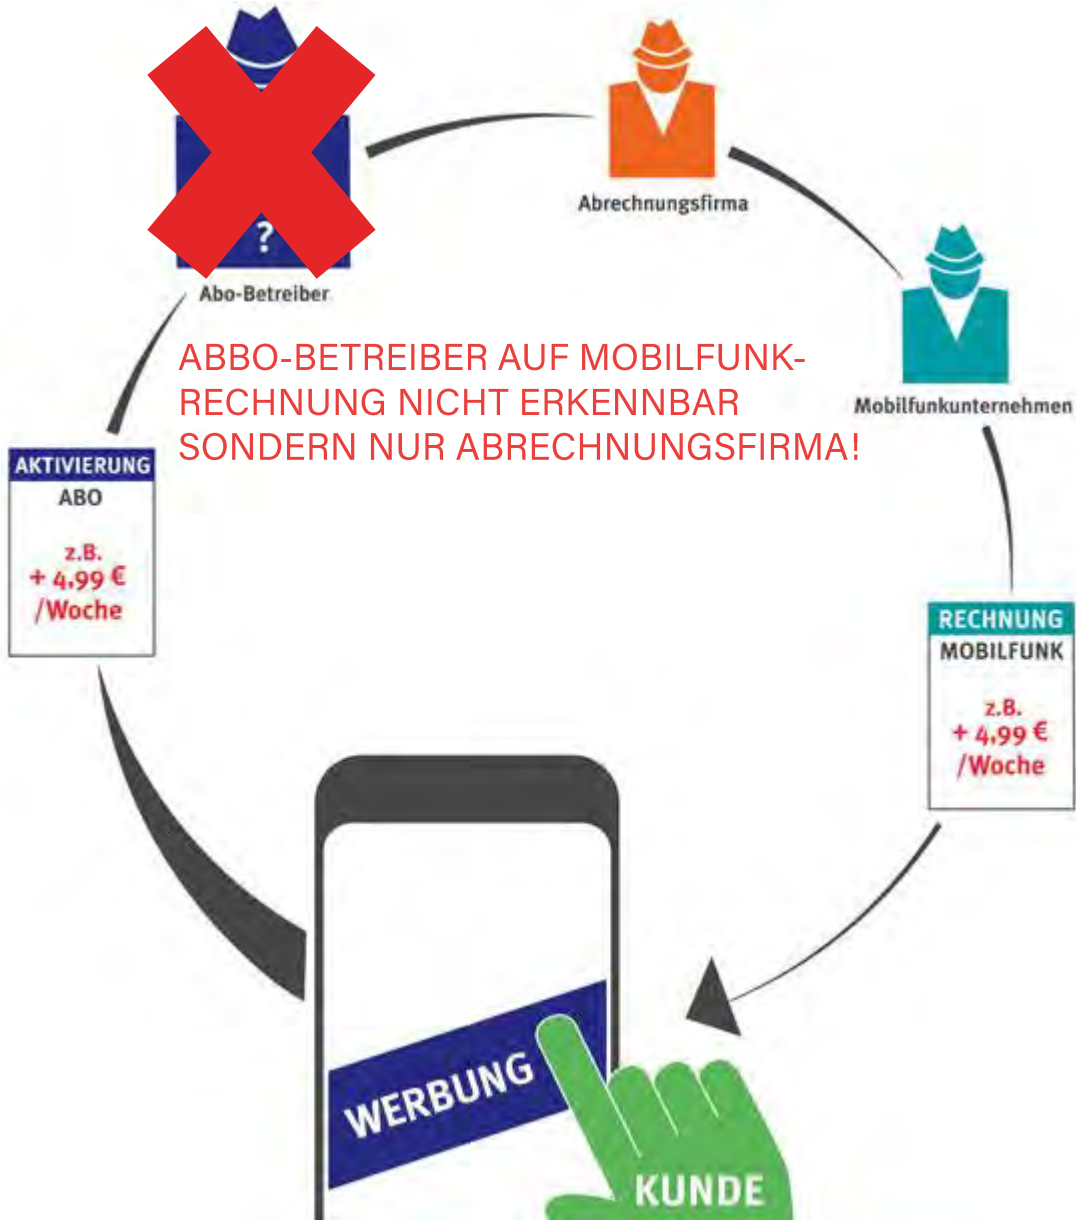 ?
Abo-Betreiber
Abrechnungsfirma
Mobilfunkunternehmen
ABBO-BETREIBER AUF MOBILFUNK-
RECHNUNG NICHT ERKENNBAR
SONDERN NUR ABRECHNUNGSFIRMA!
AKTIVIERUNG
ABO
z.B.
+ 4,99 €
/Woche
RECHNUNG
MOBILFUNK
z.B.
+ 4,99 €
/Woche
WERBUNG
KUNDE